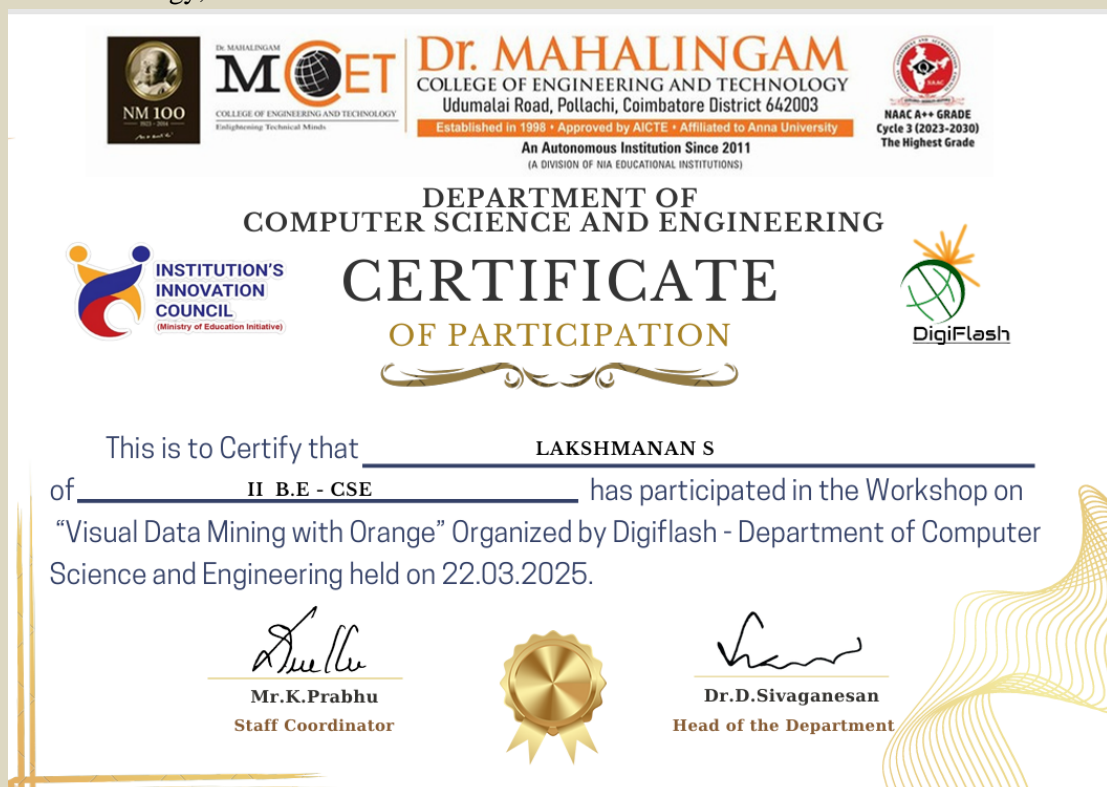 Dr. MAHALINGAM
MCET
COLLEGE OF ENGINEERING AND TECHNOLOGY
Enlightening Technical Minds
NM 100
1923 - 2014
Dr. MAHALINGAM
COLLEGE OF ENGINEERING AND TECHNOLOGY
Udumalai Road, Pollachi, Coimbatore District 642003
Established in 1998 • Approved by AICTE • Affiliated to Anna University
An Autonomous Institution Since 2011
(A DIVISION OF NIA EDUCATIONAL INSTITUTIONS)
NAAC
NAAC A++ GRADE
Cycle 3 (2023-2030)
The Highest Grade
DEPARTMENT OF
COMPUTER SCIENCE AND ENGINEERING
INSTITUTION'S
INNOVATION
COUNCIL
(Ministry of Education Initiative)
CERTIFICATE
OF PARTICIPATION
DigiFlash
This is to Certify that LAKSHMANAN S
of II B.E - CSE has participated in the Workshop on
“Visual Data Mining with Orange” Organized by Digiflash - Department of Computer
Science and Engineering held on 22.03.2025.
Mr.K.Prabhu
Staff Coordinator
Dr.D.Sivaganesan
Head of the Department